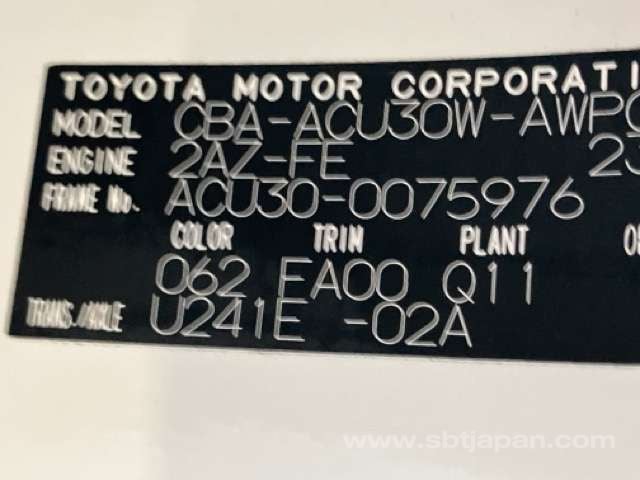 TOYOTA MOTOR CORPORATI
MODEL CBA-ACU30W-AWP
ENGINE 2AZ-FE 23
FRAME No. ACU30-0075976
COLOR TRIM PLANT
062 EA00 Q11
TRANS./AXLE U241E -02A
www.sbtjapan.com/